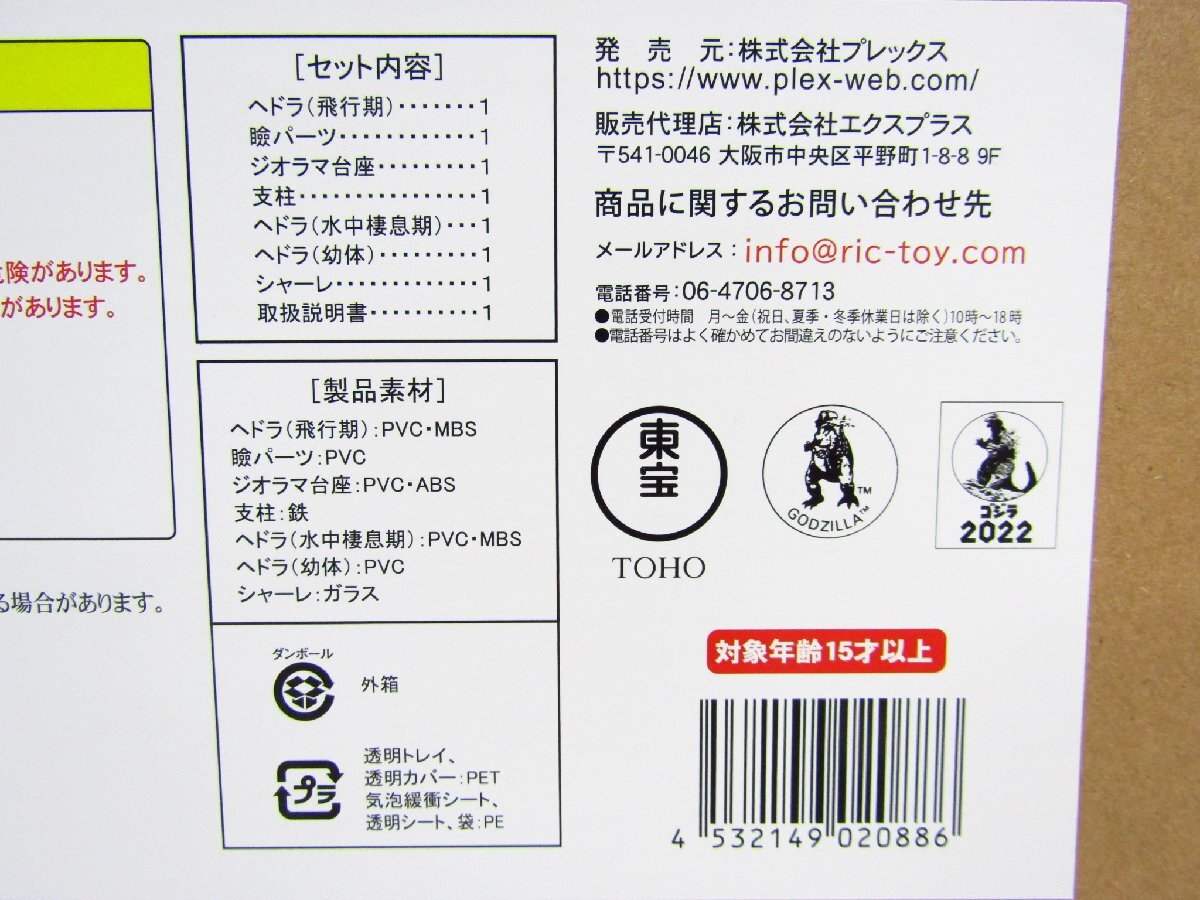 険があります。
があります。
る場合があります。
[セット内容]
ヘドラ(飛行期)・・・・・・・1
瞼パーツ・・・・・・・・・・・・1
ジオラマ台座・・・・・・・・・1
支柱・・・・・・・・・・・・・・・・1
ヘドラ(水中棲息期)・・・1
ヘドラ(幼体)・・・・・・・・・1
シャーレ・・・・・・・・・・・・・1
取扱説明書・・・・・・・・・・1
[製品素材]
ヘドラ(飛行期):PVC・MBS
瞼パーツ:PVC
ジオラマ台座:PVC・ABS
支柱:鉄
ヘドラ(水中棲息期):PVC・MBS
ヘドラ(幼体):PVC
シャーレ:ガラス
ダンボール
外箱
プラ
透明トレイ、
透明カバー:PET
気泡緩衝シート、
透明シート、袋:PE
発売元:株式会社プレックス
https://www.plex-web.com/
販売代理店:株式会社エクスプラス
〒541-0046 大阪市中央区平野町1-8-8 9F
商品に関するお問い合わせ先
メールアドレス:info@ric-toy.com
電話番号:06-4706-8713
●電話受付時間 月〜金(祝日、夏季・冬季休業日は除く)10時〜18時
●電話番号はよく確かめてお間違えのないようにご注意ください。
東宝
TOHO
TM
GODZILLA™
ゴジラ
2022
対象年齢15才以上
4 532149 020886